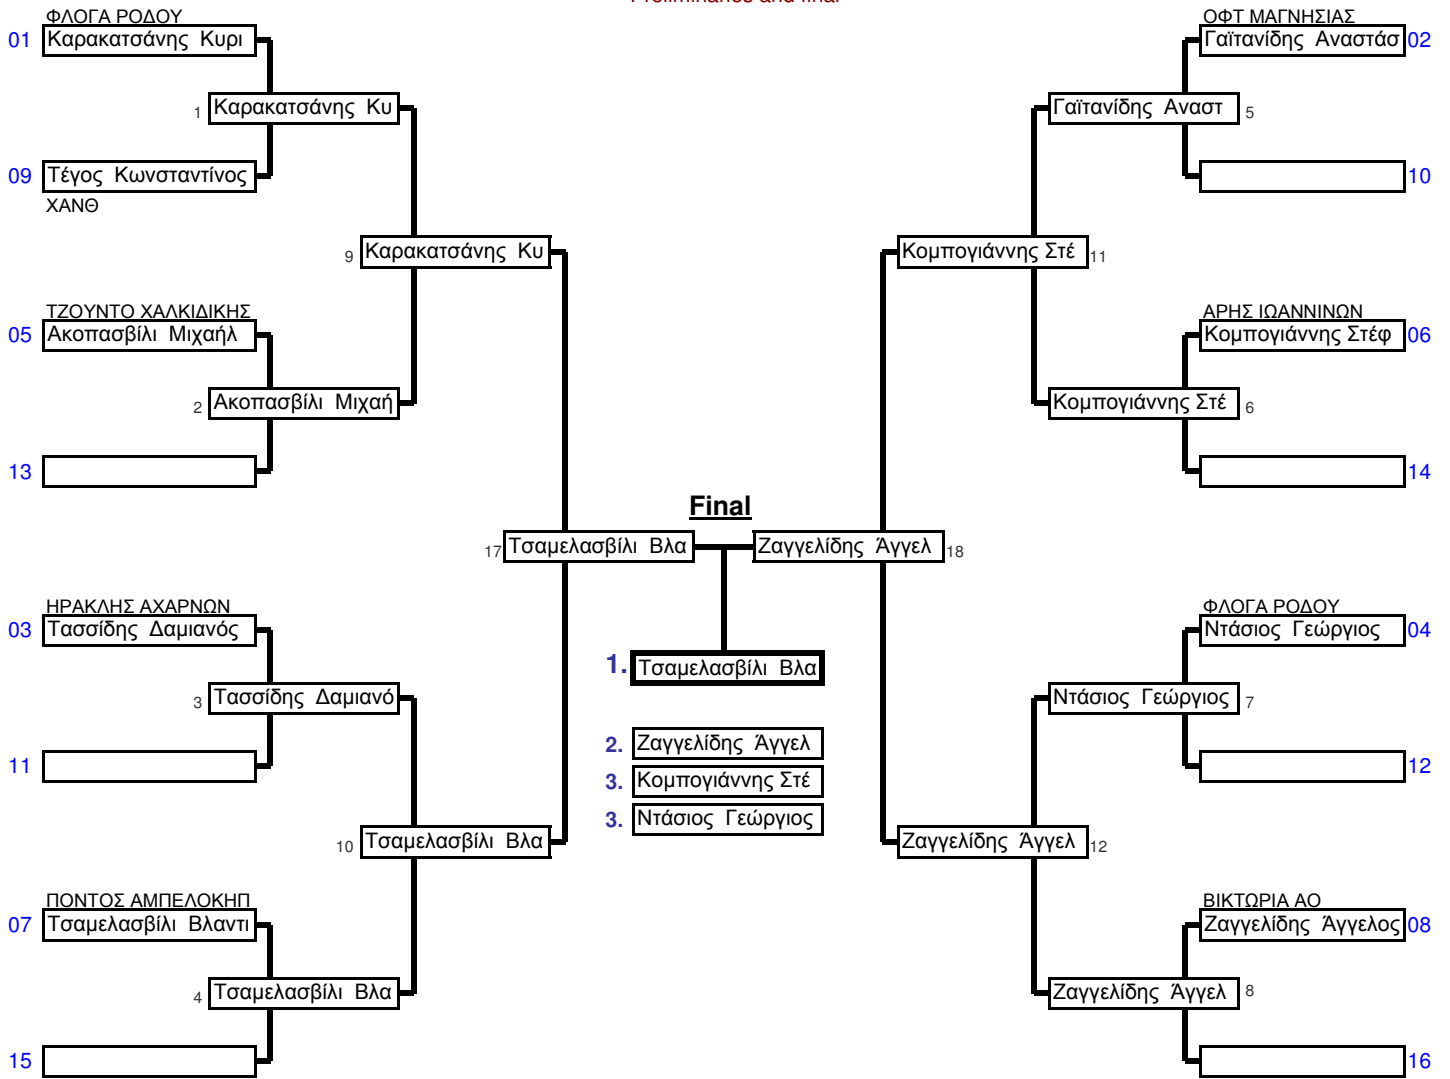 ΦΛΟΓΑ ΡΟΔΟΥ
01 Καρακατσάνης Κυρι
1 Καρακατσάνης Κυ
09 Τέγος Κωνσταντίνος
ΧΑΝΘ
9 Καρακατσάνης Κυ
ΤΖΟΥΝΤΟ ΧΑΛΚΙΔΙΚΗΣ
05 Ακοπασβίλι Μιχαήλ
2 Ακοπασβίλι Μιχαή
13
17 Τσαμελασβίλι Βλα
ΗΡΑΚΛΗΣ ΑΧΑΡΝΩΝ
03 Τασσίδης Δαμιανός
3 Τασσίδης Δαμιανό
11
10 Τσαμελασβίλι Βλα
ΠΟΝΤΟΣ ΑΜΠΕΛΟΚΗΠ
07 Τσαμελασβίλι Βλαντι
4 Τσαμελασβίλι Βλα
15
Preliminaries and final
Final
1. Τσαμελασβίλι Βλα
2. Ζαγγελίδης Άγγελ
3. Κομπογιάννης Στέ
3. Ντάσιος Γεώργιος
ΟΦΤ ΜΑΓΝΗΣΙΑΣ
Γαϊτανίδης Αναστάσ 02
Γαϊτανίδης Αναστ 5
10
Κομπογιάννης Στέ 11
ΑΡΗΣ ΙΩΑΝΝΙΝΩΝ
Κομπογιάννης Στέφ 06
Κομπογιάννης Στέ 6
14
Ζαγγελίδης Άγγελ 18
ΦΛΟΓΑ ΡΟΔΟΥ
Ντάσιος Γεώργιος 04
Ντάσιος Γεώργιος 7
12
Ζαγγελίδης Άγγελ 12
ΒΙΚΤΩΡΙΑ ΑΟ
Ζαγγελίδης Άγγελος 08
Ζαγγελίδης Άγγελ 8
16